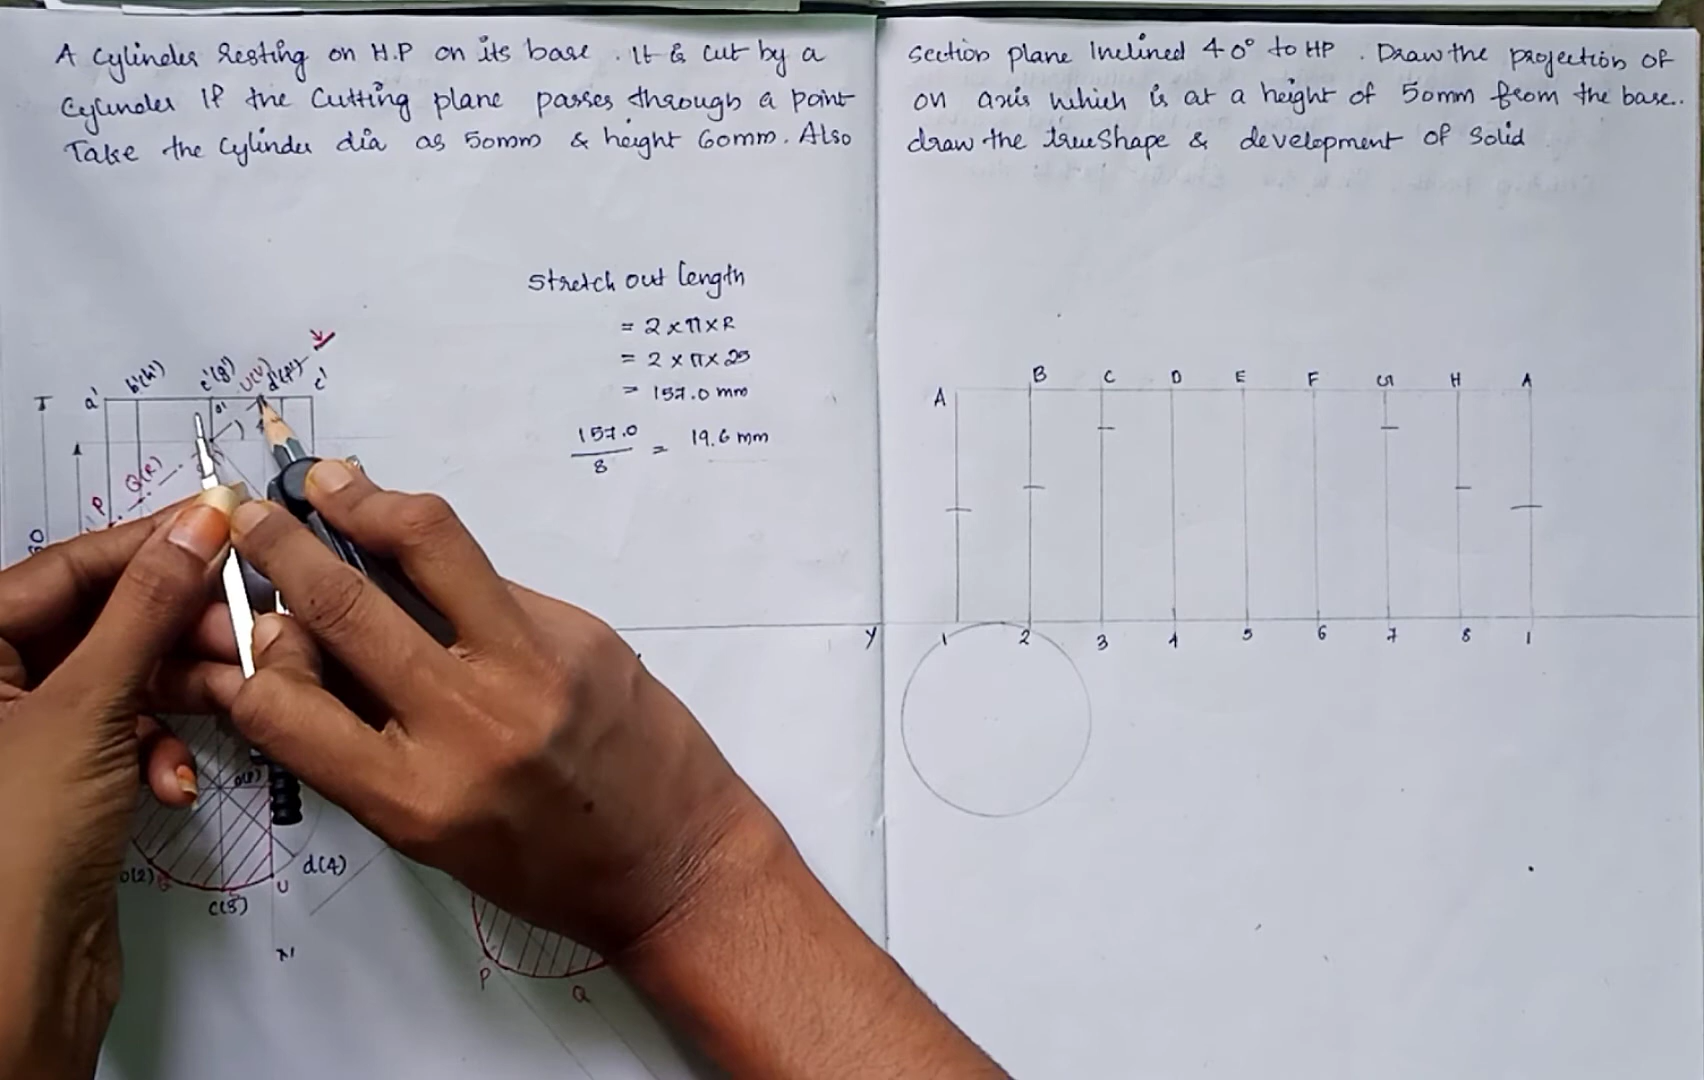 A Cylinder Resting on H.P on its base. It is cut by a
Section plane Inclined 40° to HP. Draw the projection of
Cylinder If the Cutting plane passes through a point
on axis which is at a height of 50mm from the base..
Take the Cylinder dia as 50mm & height 60mm. Also
draw the trueShape & development of Solid
Stretch out length
= 2×π×R
= 2 × π × 25
= 157.0 mm
157.0 / 8 = 19.6 mm
a' b'(h') c'(g') U(V) d'(f') e'
o'
P Q(R)
A B C D E F G H A
Y 1 2 3 4 5 6 7 8 1
d(4)
U
X1
P Q